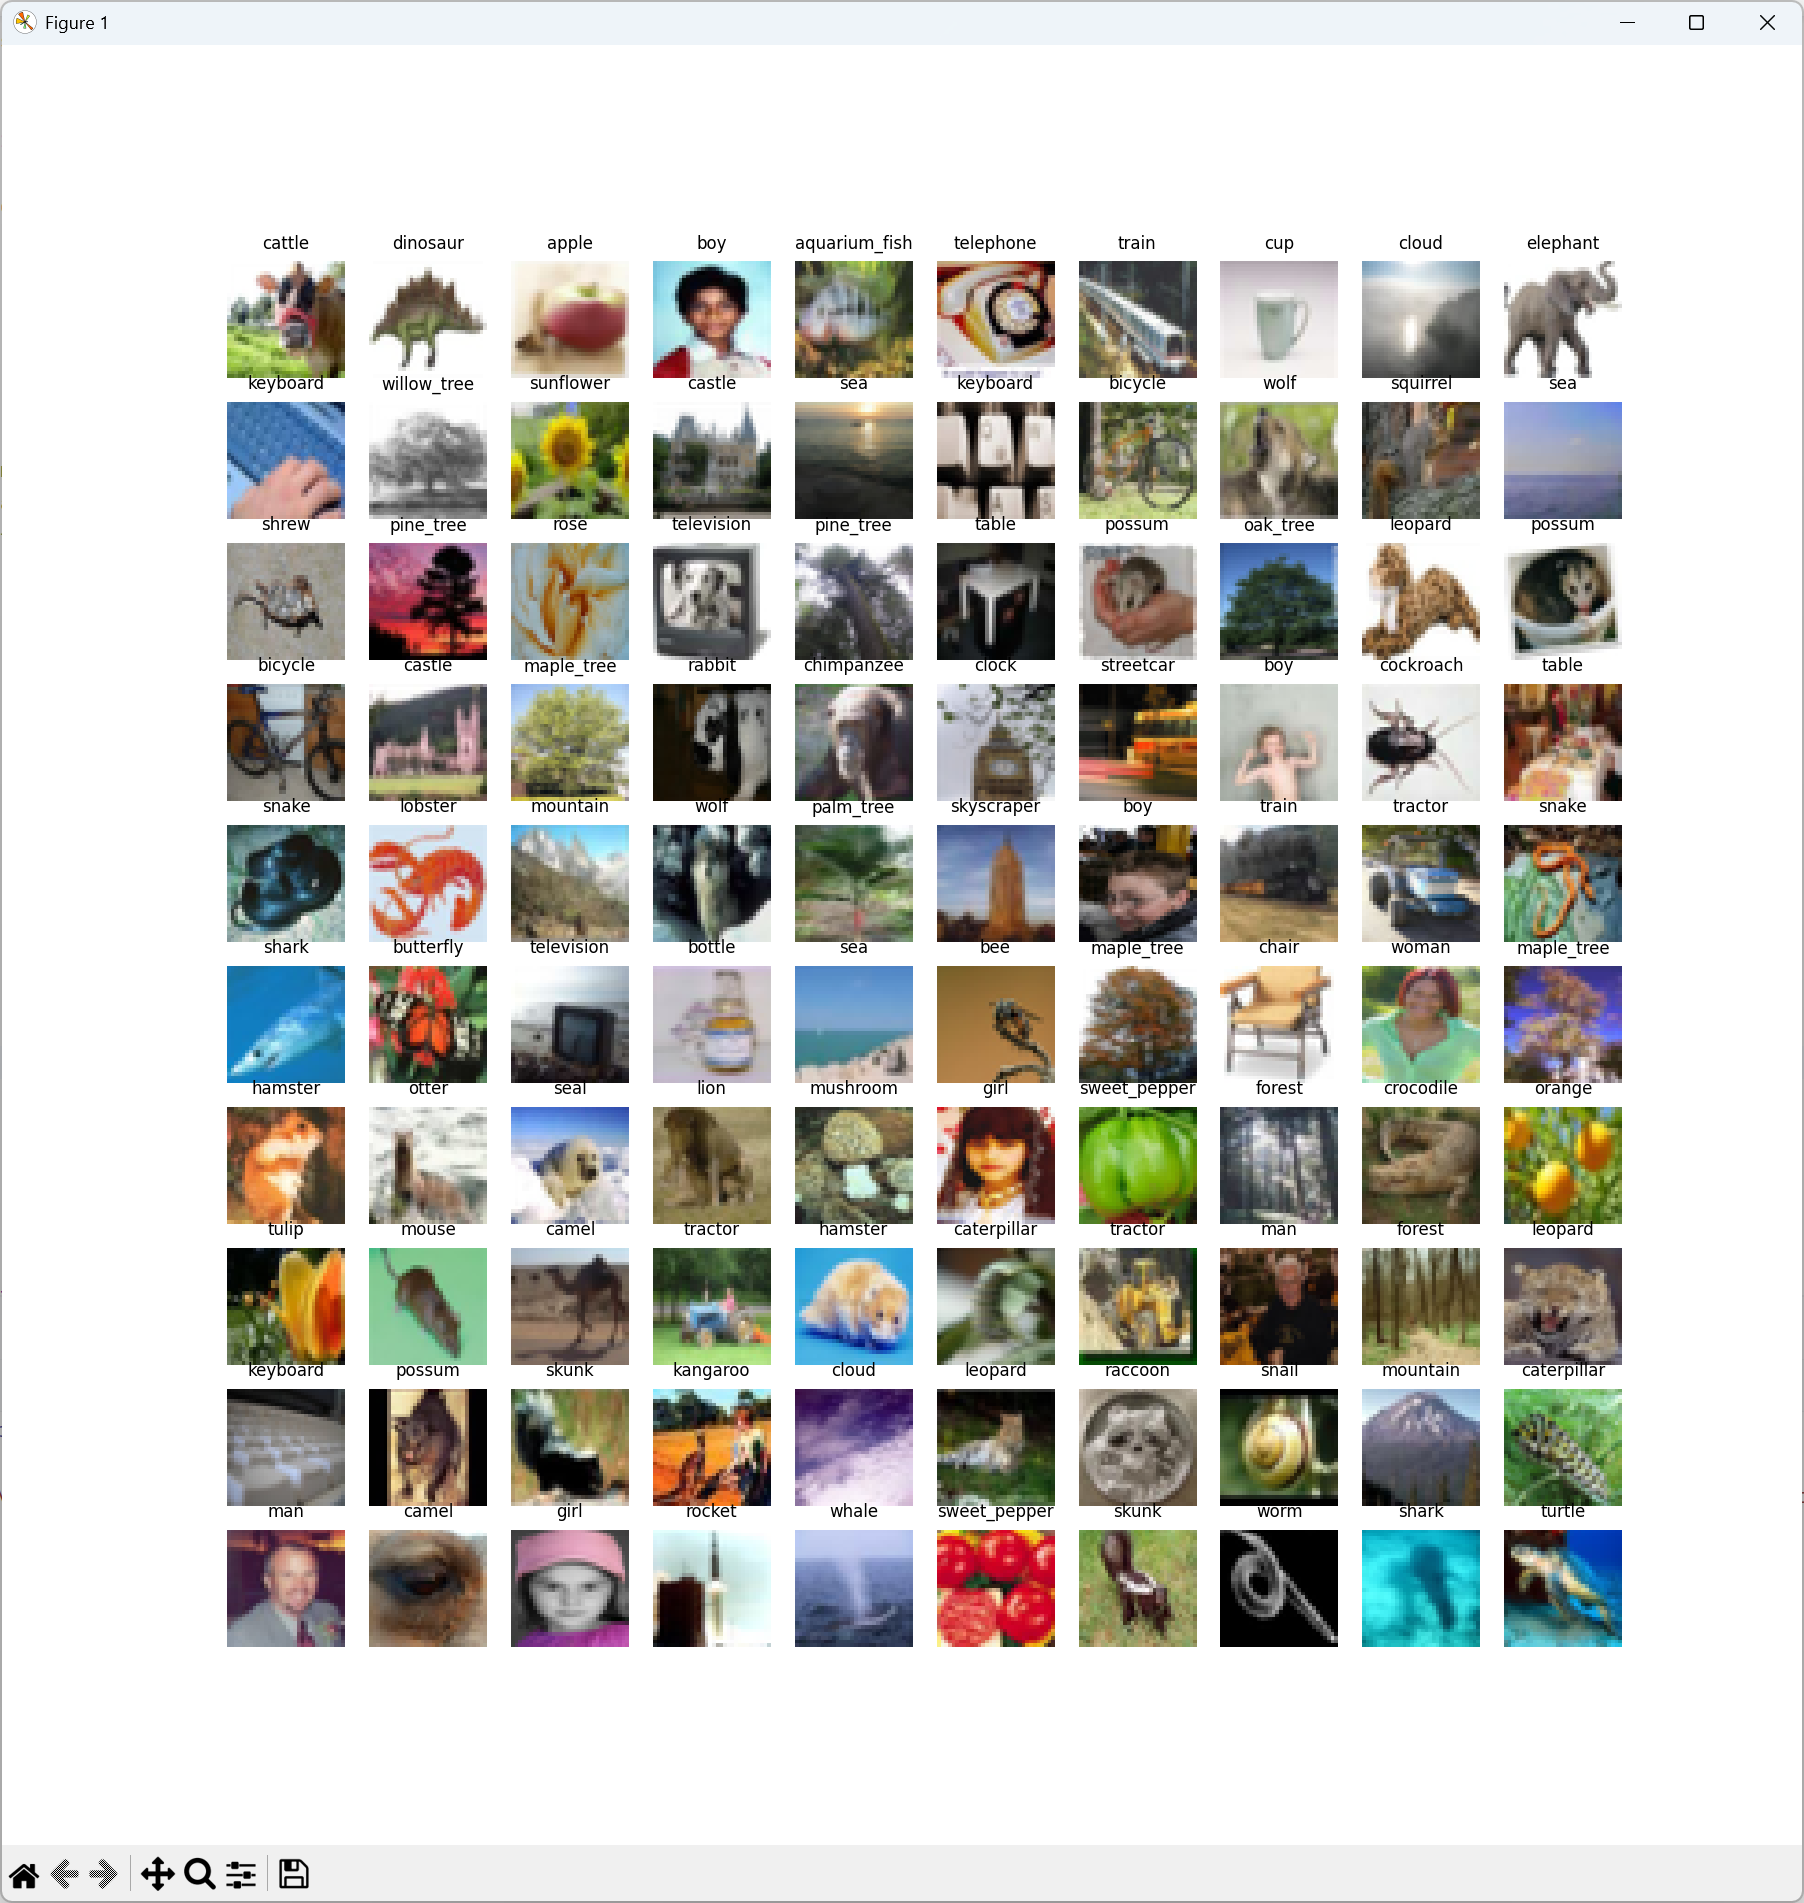 Figure 1
cattle dinosaur apple boy aquarium_fish telephone train cup cloud elephant
keyboard willow_tree sunflower castle sea keyboard bicycle wolf squirrel sea
shrew pine_tree rose television pine_tree table possum oak_tree leopard possum
bicycle castle maple_tree rabbit chimpanzee clock streetcar boy cockroach table
snake lobster mountain wolf palm_tree skyscraper boy train tractor snake
shark butterfly television bottle sea bee maple_tree chair woman maple_tree
hamster otter seal lion mushroom girl sweet_pepper forest crocodile orange
tulip mouse camel tractor hamster caterpillar tractor man forest leopard
keyboard possum skunk kangaroo cloud leopard raccoon snail mountain caterpillar
man camel girl rocket whale sweet_pepper skunk worm shark turtle